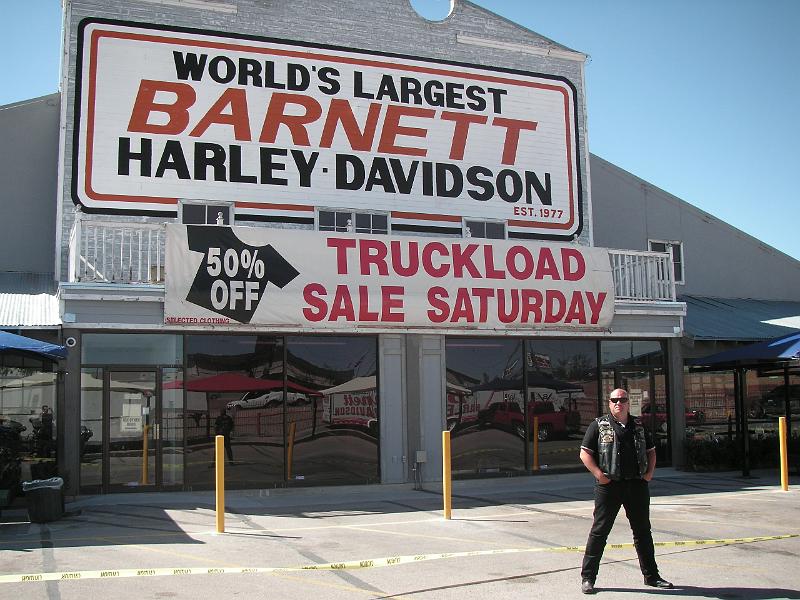 WORLD'S LARGEST
BARNETT
HARLEY-DAVIDSON
EST. 1977
50%
OFF
TRUCKLOAD
SALE SATURDAY
SELECTED CLOTHING